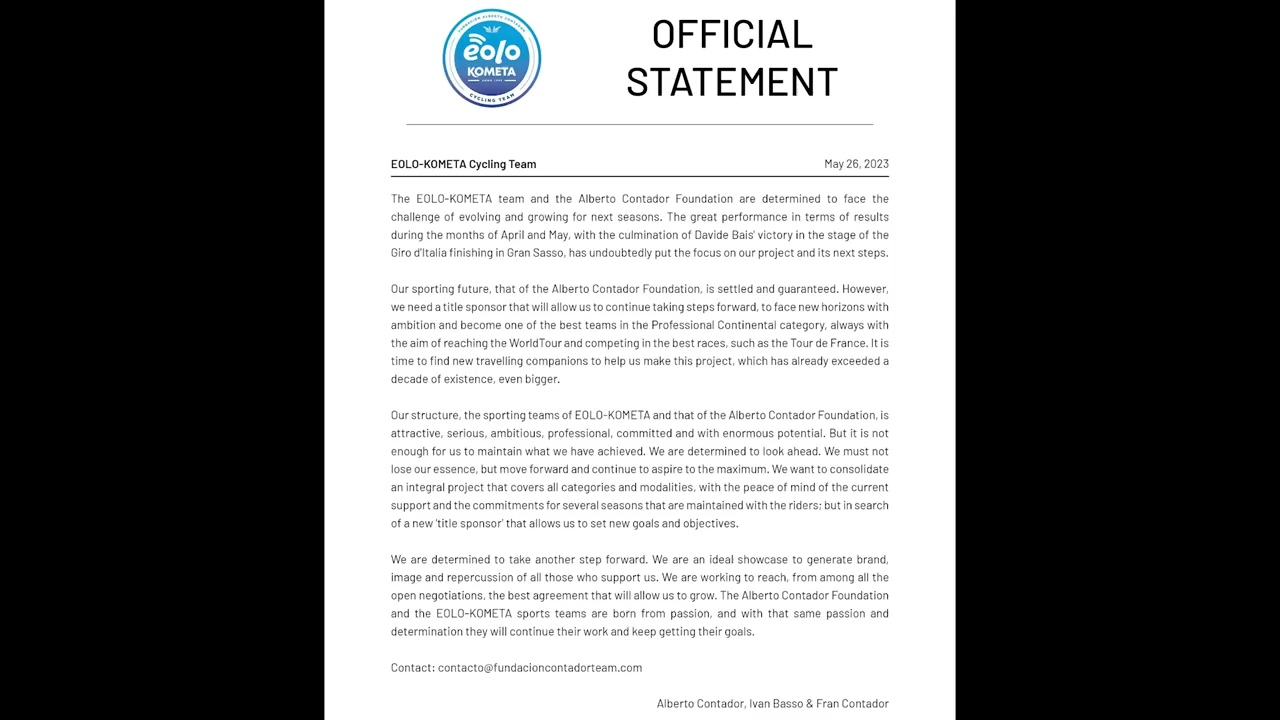 FUNDACIÓN ALBERTO CONTADOR
eolo
KOMETA
CYCLING TEAM
OFFICIAL
STATEMENT
EOLO-KOMETA Cycling Team May 26, 2023
The EOLO-KOMETA team and the Alberto Contador Foundation are determined to face the
challenge of evolving and growing for next seasons. The great performance in terms of results
during the months of April and May, with the culmination of Davide Bais' victory in the stage of the
Giro d'Italia finishing in Gran Sasso, has undoubtedly put the focus on our project and its next steps.
Our sporting future, that of the Alberto Contador Foundation, is settled and guaranteed. However,
we need a title sponsor that will allow us to continue taking steps forward, to face new horizons with
ambition and become one of the best teams in the Professional Continental category, always with
the aim of reaching the WorldTour and competing in the best races, such as the Tour de France. It is
time to find new travelling companions to help us make this project, which has already exceeded a
decade of existence, even bigger.
Our structure, the sporting teams of EOLO-KOMETA and that of the Alberto Contador Foundation, is
attractive, serious, ambitious, professional, committed and with enormous potential. But it is not
enough for us to maintain what we have achieved. We are determined to look ahead. We must not
lose our essence, but move forward and continue to aspire to the maximum. We want to consolidate
an integral project that covers all categories and modalities, with the peace of mind of the current
support and the commitments for several seasons that are maintained with the riders; but in search
of a new 'title sponsor' that allows us to set new goals and objectives.
We are determined to take another step forward. We are an ideal showcase to generate brand,
image and repercussion of all those who support us. We are working to reach, from among all the
open negotiations, the best agreement that will allow us to grow. The Alberto Contador Foundation
and the EOLO-KOMETA sports teams are born from passion, and with that same passion and
determination they will continue their work and keep getting their goals.
Contact: contacto@fundacioncontadorteam.com
Alberto Contador, Ivan Basso & Fran Contador